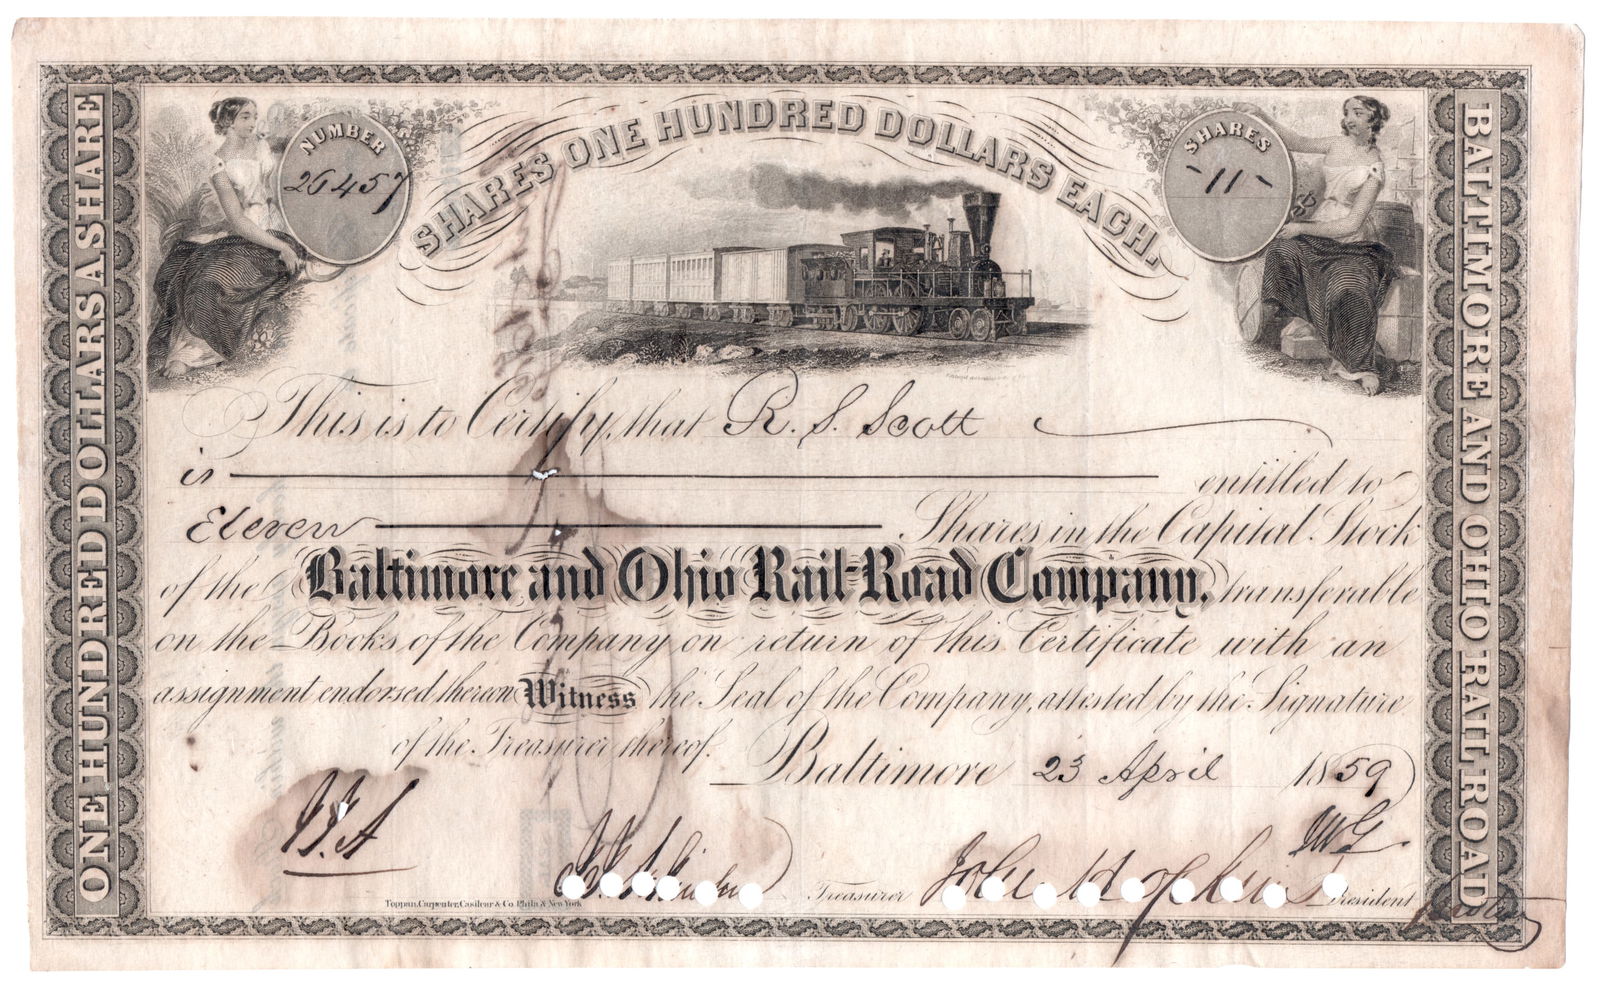 SHARES ONE HUNDRED DOLLARS EACH.
NUMBER
26457
SHARES
-11-
ONE HUNDRED DOLLARS A SHARE
BALTIMORE AND OHIO RAIL ROAD
This is to Certify, that R. S. Scott
is entitled to
Eleven Shares in the Capital Stock
of the Baltimore and Ohio Rail-Road Company, transferable
on the Books of the Company on return of this Certificate with an
assignment endorsed thereon Witness the Seal of the Company, attested by the Signature
of the Treasurer thereof. Baltimore 23 April 1859
J. J. A
Treasurer
President
Toppan, Carpenter, Casilear & Co. Phila. & New York